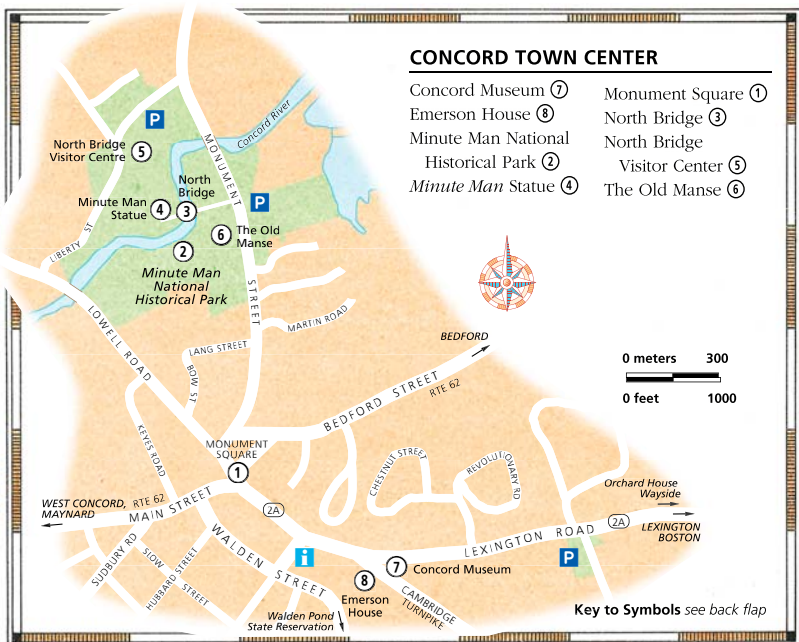 CONCORD TOWN CENTER
Concord Museum 7
Emerson House 8
Minute Man National
Historical Park 2
Minute Man Statue 4
Monument Square 1
North Bridge 3
North Bridge
Visitor Center 5
The Old Manse 6
P
Concord River
North Bridge
Visitor Centre
5
MONUMENT
STREET
North
Bridge
Minute Man
Statue
4
3
P
6
The Old
Manse
LIBERTY ST
2
Minute Man
National
Historical Park
LOWELL ROAD
MARTIN ROAD
LANG STREET
BOW ST
BEDFORD
BEDFORD STREET
RTE 62
0 meters 300
0 feet 1000
KEYES ROAD
MONUMENT
SQUARE
1
CHESTNUT STREET
REVOLUTIONARY RD
Orchard House
Wayside
WEST CONCORD,
MAYNARD
RTE 62
MAIN STREET
2A
LEXINGTON ROAD
2A
LEXINGTON
BOSTON
SUDBURY RD
SLOW STREET
HUBBARD STREET
WALDEN STREET
i
P
7
Concord Museum
8
Emerson
House
CAMBRIDGE
TURNPIKE
Walden Pond
State Reservation
Key to Symbols see back flap